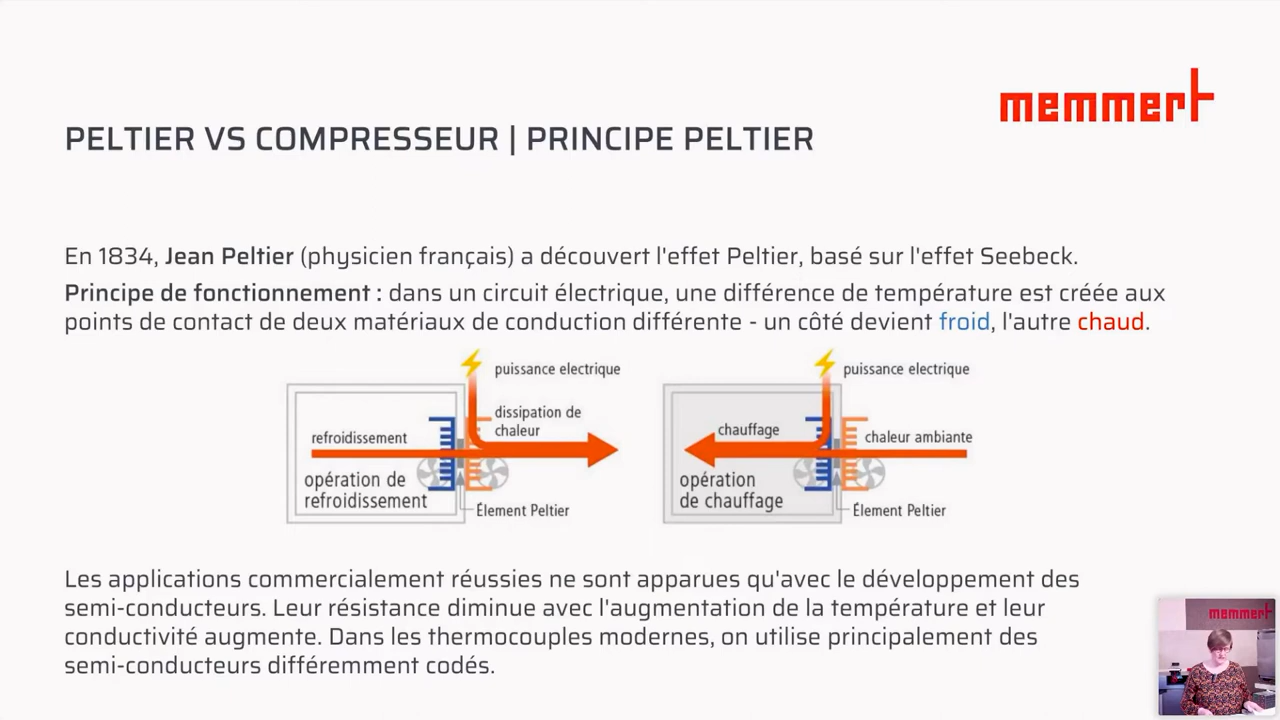 memmert
PELTIER VS COMPRESSEUR | PRINCIPE PELTIER
En 1834, Jean Peltier (physicien français) a découvert l'effet Peltier, basé sur l'effet Seebeck.
Principe de fonctionnement : dans un circuit électrique, une différence de température est créée aux
points de contact de deux matériaux de conduction différente - un côté devient froid, l'autre chaud.
puissance electrique
dissipation de
chaleur
refroidissement
opération de
refroidissement
Élement Peltier
puissance electrique
chauffage
chaleur ambiante
opération
de chauffage
Élement Peltier
Les applications commercialement réussies ne sont apparues qu'avec le développement des
semi-conducteurs. Leur résistance diminue avec l'augmentation de la température et leur
conductivité augmente. Dans les thermocouples modernes, on utilise principalement des
semi-conducteurs différemment codés.
memmert